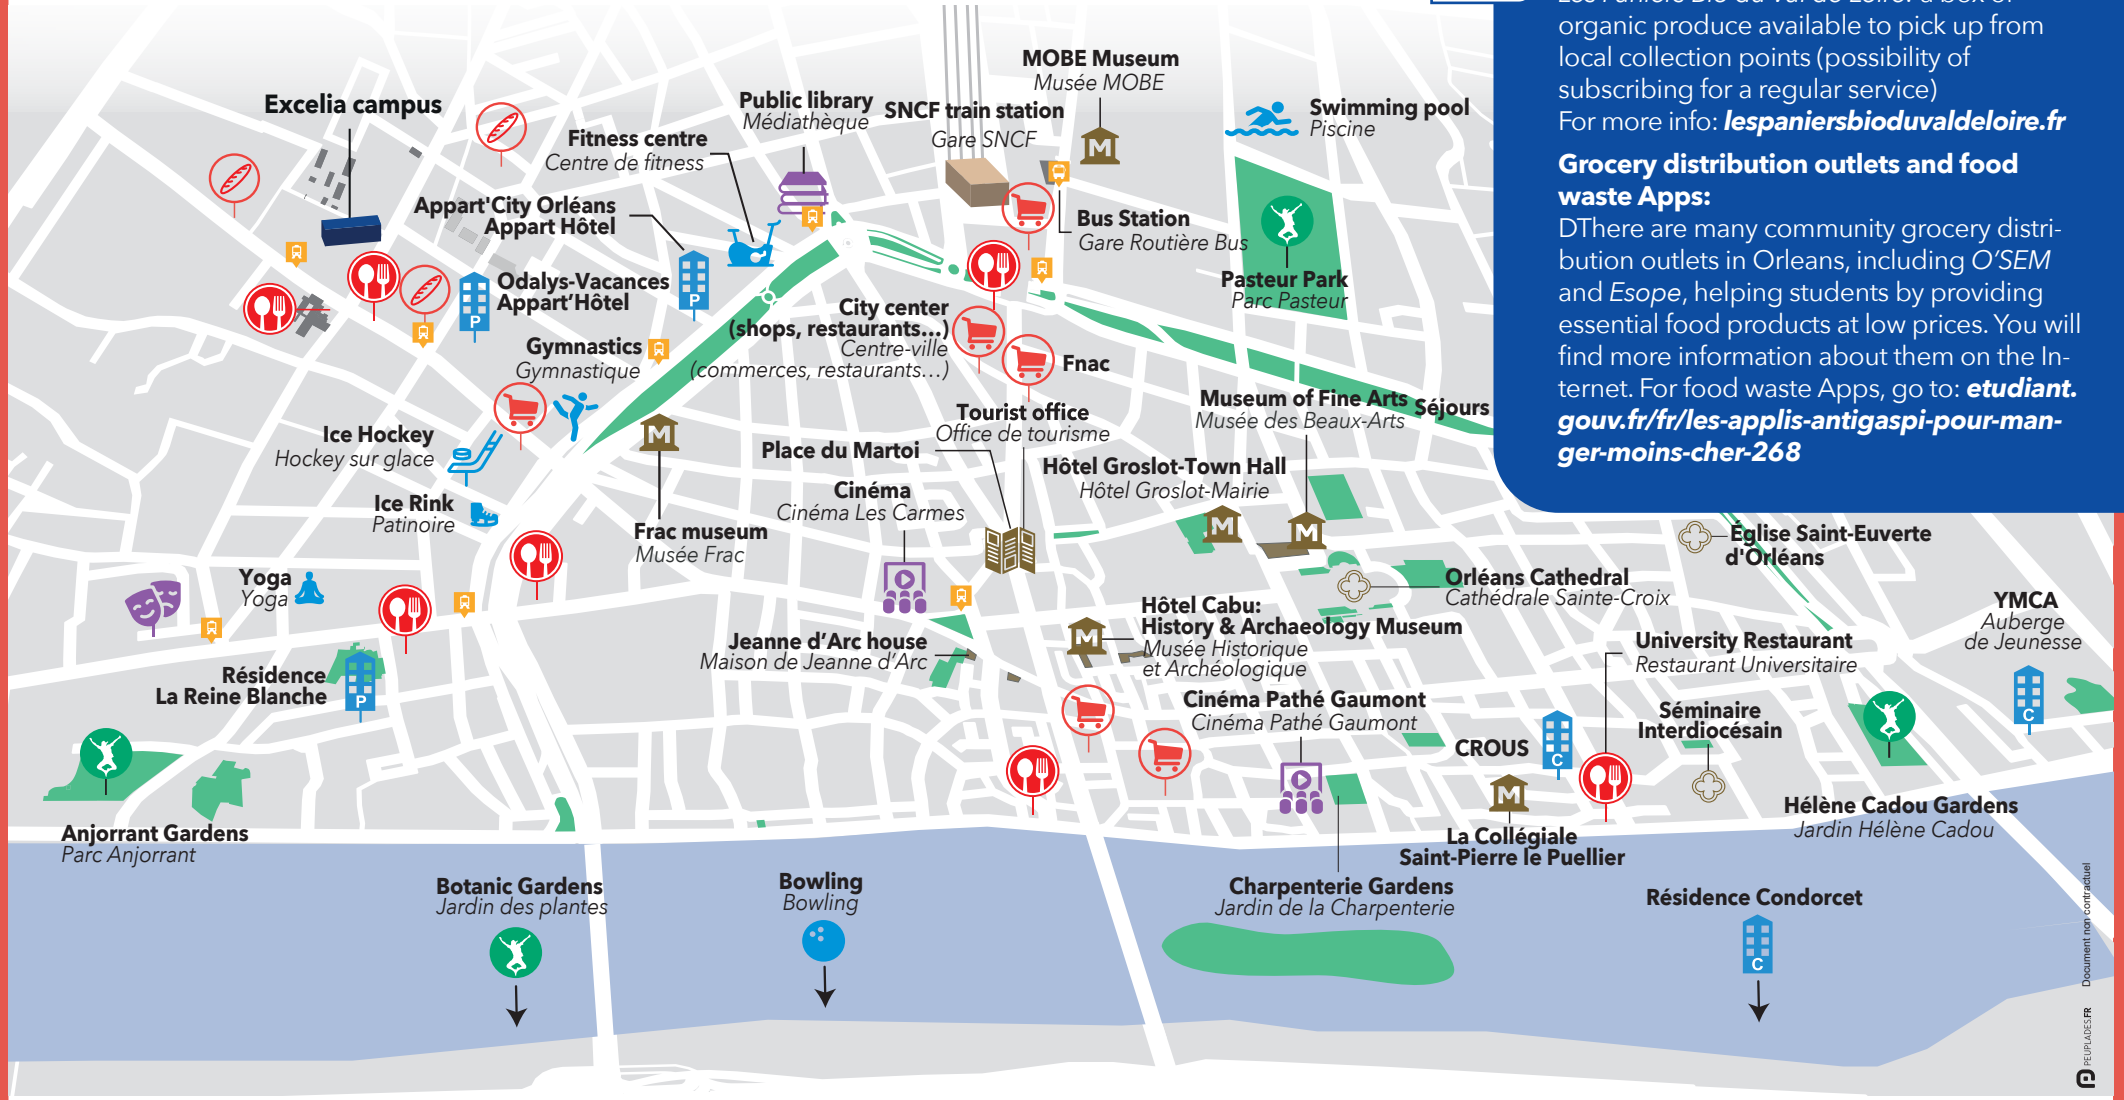 organic produce available to pick up from
local collection points (possibility of
subscribing for a regular service)
For more info: lespaniersbioduvaldeloire.fr
Grocery distribution outlets and food
waste Apps:
DThere are many community grocery distri-
bution outlets in Orleans, including O'SEM
and Esope, helping students by providing
essential food products at low prices. You will
find more information about them on the In-
ternet. For food waste Apps, go to: etudiant.
gouv.fr/fr/les-applis-antigaspi-pour-man-
ger-moins-cher-268
MOBE Museum
Musée MOBE
Excelia campus
Public library
Médiathèque
SNCF train station
Gare SNCF
M
Swimming pool
Piscine
Fitness centre
Centre de fitness
Appart'City Orléans
Appart Hôtel
Bus Station
Gare Routière Bus
Odalys-Vacances
Appart'Hôtel
P
P
Pasteur Park
Parc Pasteur
City center
(shops, restaurants...)
Centre-ville
(commerces, restaurants...)
Gymnastics
Gymnastique
Fnac
Museum of Fine Arts
Musée des Beaux-Arts
Séjours
Tourist office
Office de tourisme
Place du Martoi
M
Ice Hockey
Hockey sur glace
Hôtel Groslot-Town Hall
Hôtel Groslot-Mairie
Cinéma
Cinéma Les Carmes
Ice Rink
Patinoire
Frac museum
Musée Frac
M
M
Église Saint-Euverte
d'Orléans
Yoga
Yoga
Orléans Cathedral
Cathédrale Sainte-Croix
Hôtel Cabu:
History & Archaeology Museum
Musée Historique
et Archéologique
M
YMCA
Auberge
de Jeunesse
Jeanne d'Arc house
Maison de Jeanne d'Arc
University Restaurant
Restaurant Universitaire
Résidence
La Reine Blanche
P
Cinéma Pathé Gaumont
Cinéma Pathé Gaumont
Séminaire
Interdiocésain
C
CROUS
C
M
Hélène Cadou Gardens
Jardin Hélène Cadou
Anjorrant Gardens
Parc Anjorrant
La Collégiale
Saint-Pierre le Puellier
Botanic Gardens
Jardin des plantes
Bowling
Bowling
Charpenterie Gardens
Jardin de la Charpenterie
Résidence Condorcet
C
Document non contractuel
PEUPLADES.FR